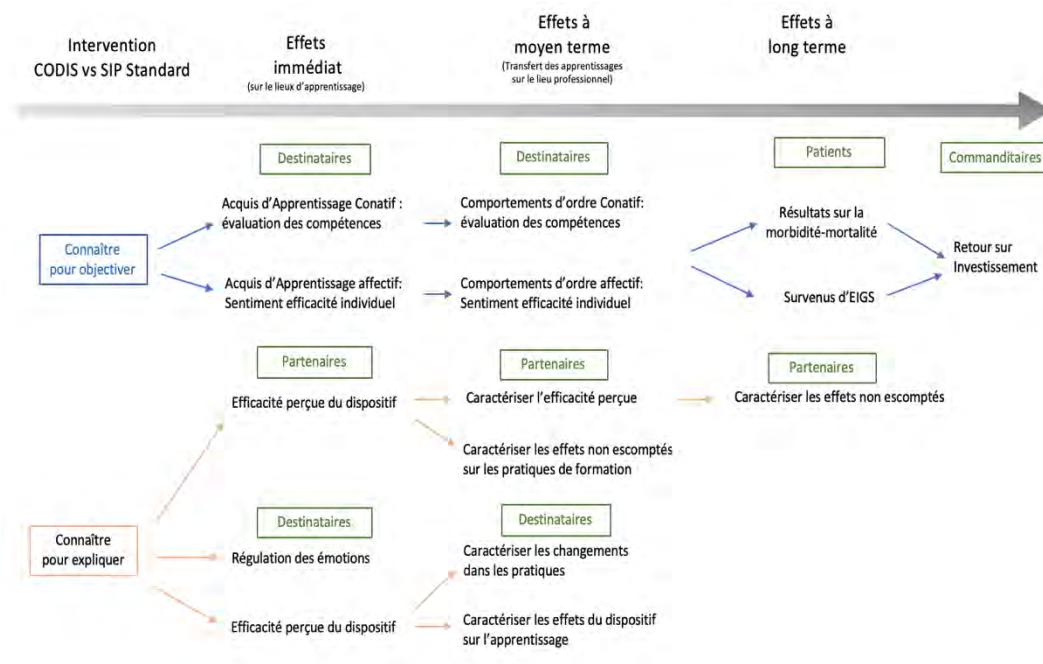 Intervention
CODIS vs SIP Standard
Effets
immédiat
(sur le lieux d'apprentissage)
Effets à
moyen terme
(Transfert des apprentissages
sur le lieu professionnel)
Effets à
long terme
Destinataires
Destinataires
Patients
Commanditaires
Acquis d'Apprentissage Conatif :
évaluation des compétences
Comportements d'ordre Conatif:
évaluation des compétences
Résultats sur la
morbidité-mortalité
Connaître
pour objectiver
Retour sur
Investissement
Acquis d'Apprentissage affectif:
Sentiment efficacité individuel
Comportements d'ordre affectif:
Sentiment efficacité individuel
Survenus d'EIGS
Partenaires
Partenaires
Partenaires
Efficacité perçue du dispositif
Caractériser l'efficacité perçue
Caractériser les effets non escomptés
Caractériser les effets non escomptés
sur les pratiques de formation
Destinataires
Destinataires
Connaître
pour expliquer
Régulation des émotions
Caractériser les changements
dans les pratiques
Efficacité perçue du dispositif
Caractériser les effets du dispositif
sur l'apprentissage